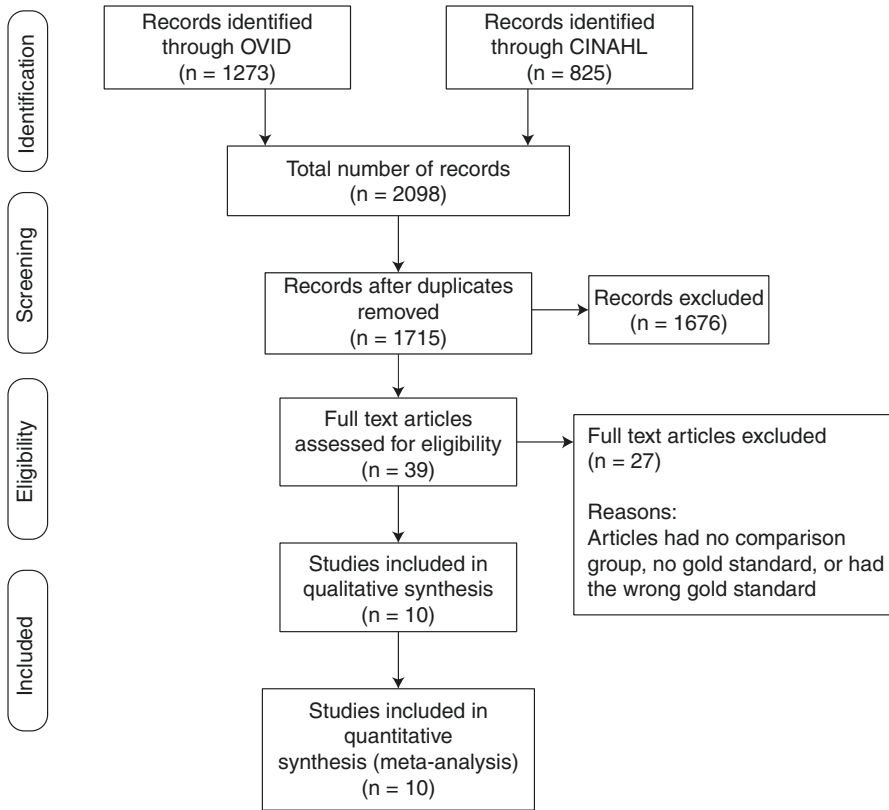 Identification
Records identified
through OVID
(n = 1273)
Records identified
through CINAHL
(n = 825)
Total number of records
(n = 2098)
Screening
Records after duplicates
removed
(n = 1715)
Records excluded
(n = 1676)
Eligibility
Full text articles
assessed for eligibility
(n = 39)
Full text articles excluded
(n = 27)
Reasons:
Articles had no comparison
group, no gold standard, or had
the wrong gold standard
Included
Studies included in
qualitative synthesis
(n = 10)
Studies included in
quantitative
synthesis (meta-analysis)
(n = 10)